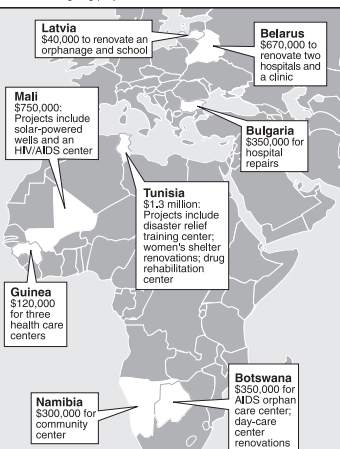 Latvia
$40,000 to renovate an
orphanage and school
Belarus
$670,000 to
renovate two
hospitals and
a clinic
Mali
$750,000:
Projects include
solar-powered
wells and an
HIV/AIDS center
Bulgaria
$350,000 for
hospital
repairs
Tunisia
$1.3 million:
Projects include
disaster relief
training center;
women's shelter
renovations; drug
rehabilitation
center
Guinea
$120,000
for three
health care
centers
Namibia
$300,000 for
community
center
Botswana
$350,000 for
AIDS orphan
care center;
day-care
center
renovations